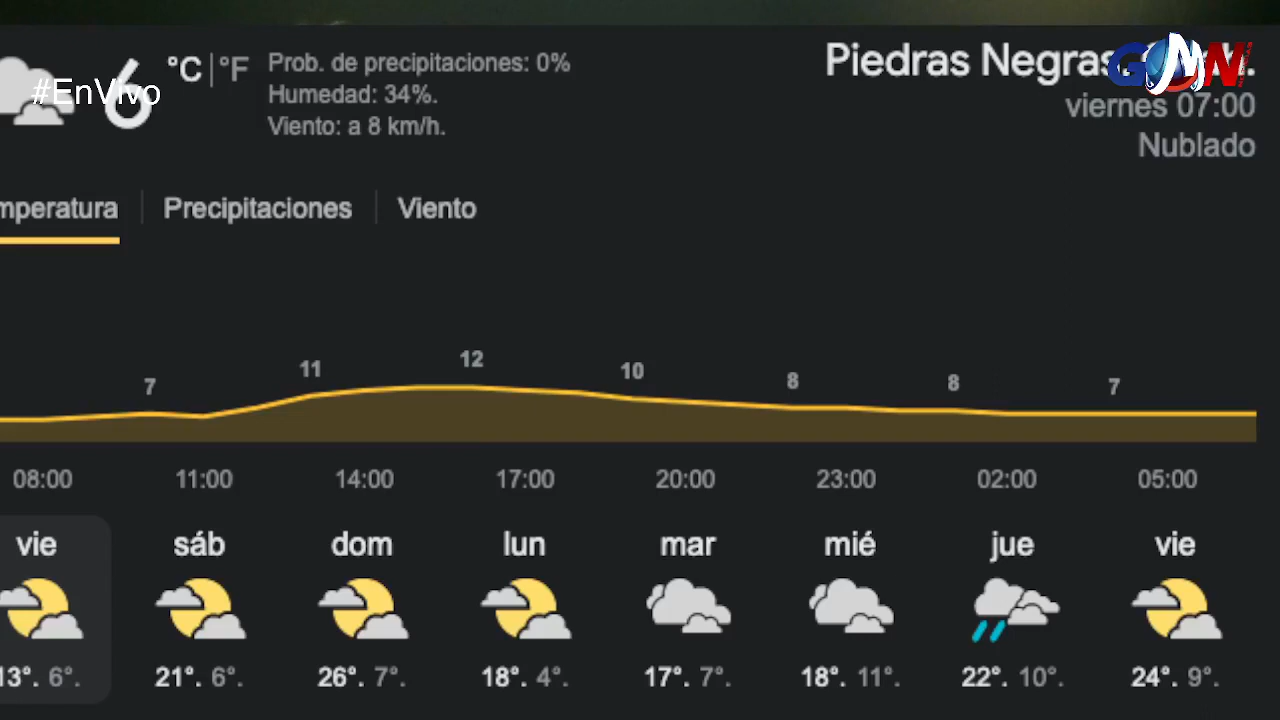 #EnVivo
6 °C | °F
Prob. de precipitaciones: 0%
Humedad: 34%.
Viento: a 8 km/h.
Piedras Negras,
viernes 07:00
Nublado
mperatura Precipitaciones Viento
7 11 12 10 8 8 7
08:00 11:00 14:00 17:00 20:00 23:00 02:00 05:00
vie sáb dom lun mar mié jue vie
13°. 6°. 21°. 6°. 26°. 7°. 18°. 4°. 17°. 7°. 18°. 11°. 22°. 10°. 24°. 9°.